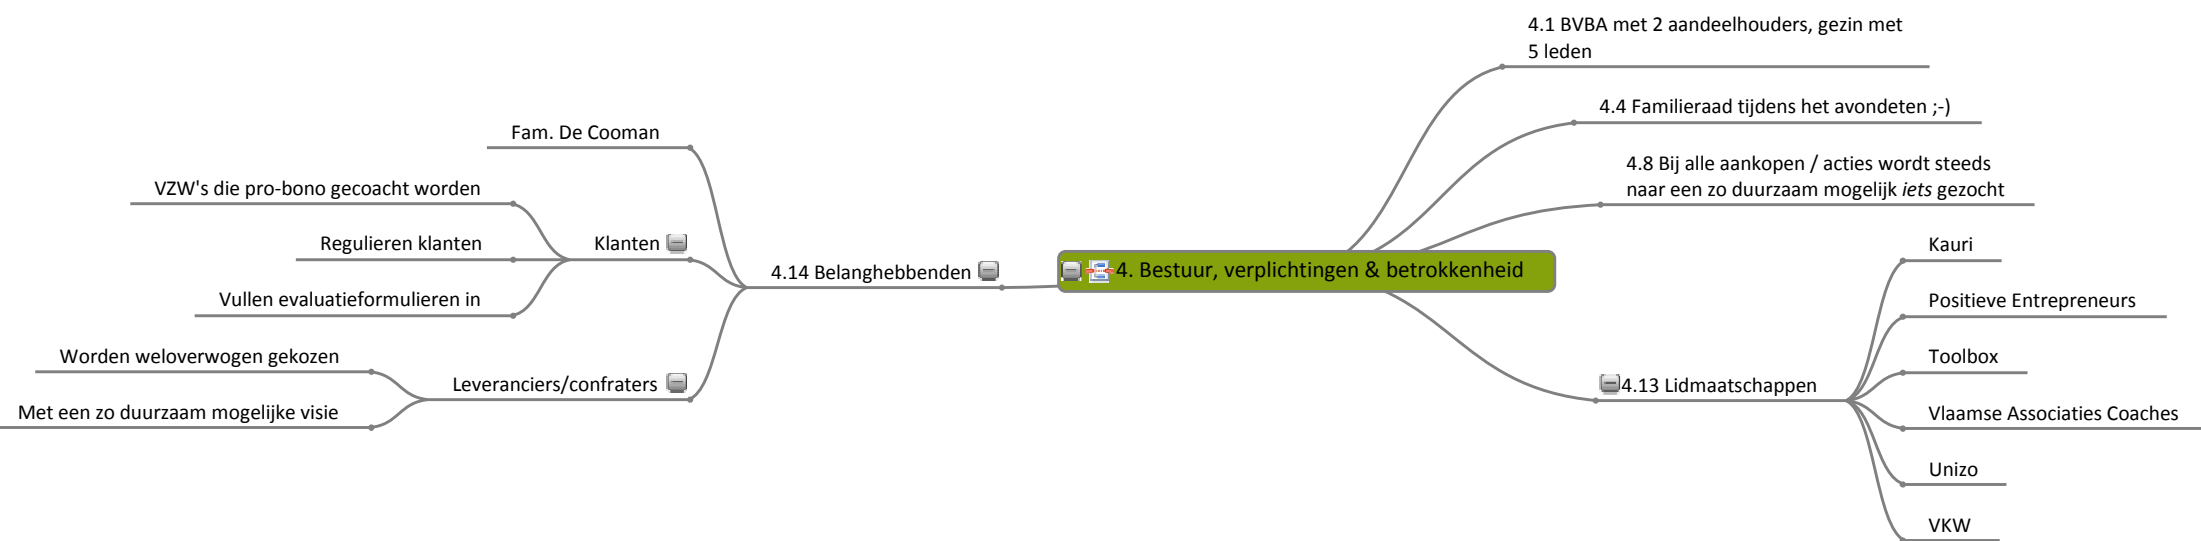 4. Bestuur, verplichtingen & betrokkenheid
4.1 BVBA met 2 aandeelhouders, gezin met
5 leden
4.4 Familieraad tijdens het avondeten ;-)
4.8 Bij alle aankopen / acties wordt steeds
naar een zo duurzaam mogelijk iets gezocht
4.13 Lidmaatschappen
Kauri
Positieve Entrepreneurs
Toolbox
Vlaamse Associaties Coaches
Unizo
VKW
4.14 Belanghebbenden
Fam. De Cooman
Klanten
VZW's die pro-bono gecoacht worden
Regulieren klanten
Vullen evaluatieformulieren in
Leveranciers/confraters
Worden weloverwogen gekozen
Met een zo duurzaam mogelijke visie